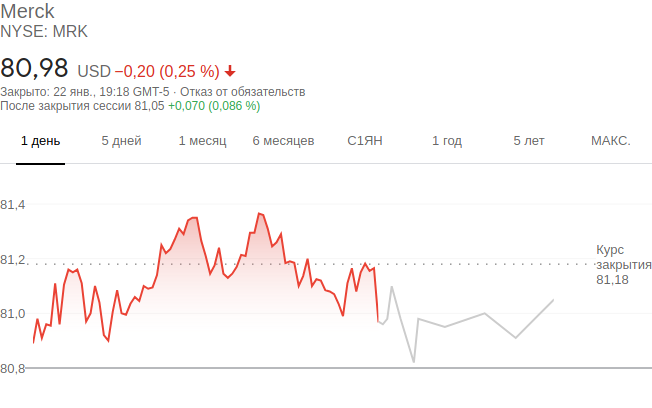 Merck
NYSE: MRK
80,98 USD −0,20 (0,25 %)
Закрыто: 22 янв., 19:18 GMT-5 · Отказ от обязательств
После закрытия сессии 81,05 +0,070 (0,086 %)
1 день 5 дней 1 месяц 6 месяцев С1ЯН 1 год 5 лет МАКС.
81,4
81,2
81,0
80,8
Курс
закрытия
81,18